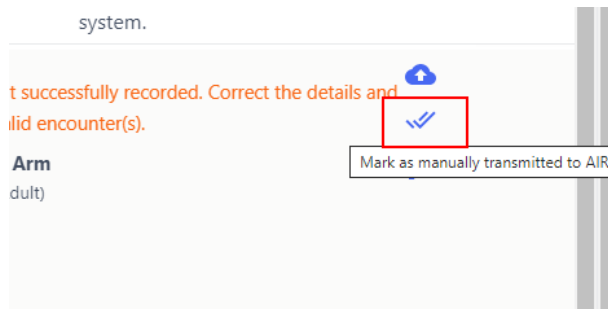 system.
t successfully recorded. Correct the details and
lid encounter(s).
Arm
Mark as manually transmitted to AIR
dult)